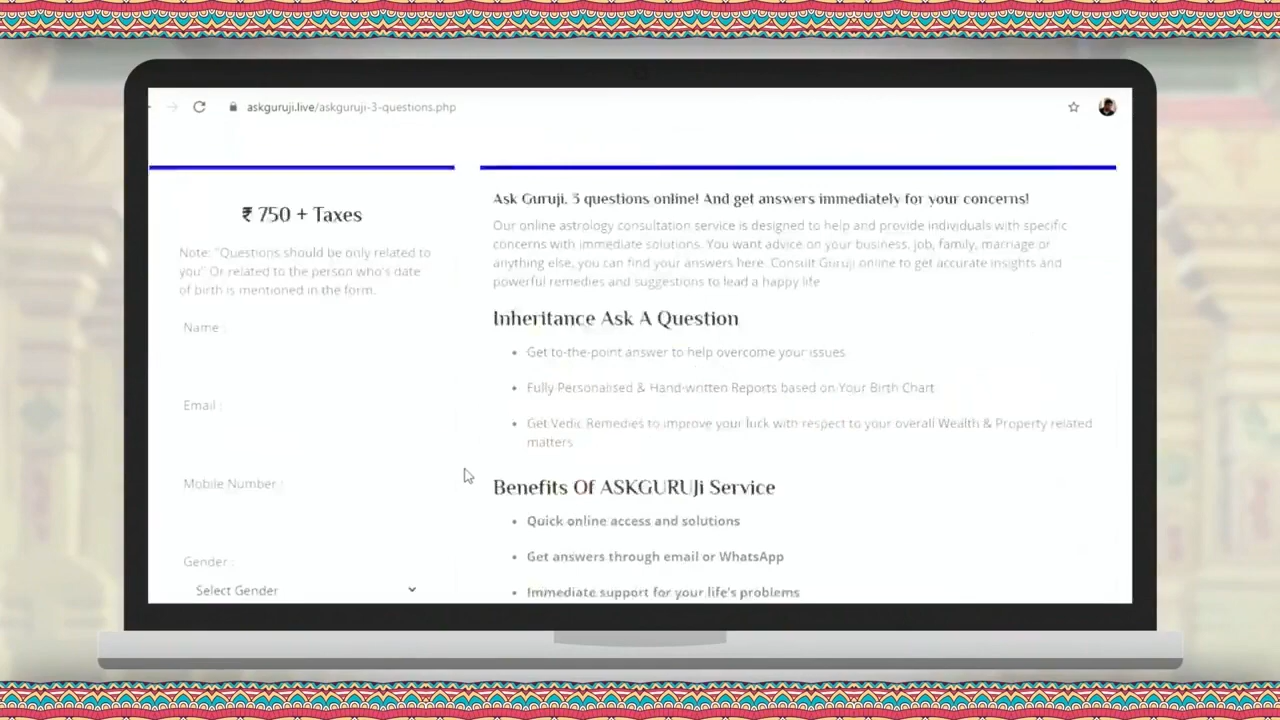 askguruji.live/askguruji-3-questions.php
₹ 750 + Taxes
Note: "Questions should be only related to
you" Or related to the person who's date
of birth is mentioned in the form.
Name :
Email :
Mobile Number :
Gender :
Select Gender
Ask Guruji. 3 questions online! And get answers immediately for your concerns!
Our online astrology consultation service is designed to help and provide individuals with specific
concerns with immediate solutions. You want advice on your business, job, family, marriage or
anything else, you can find your answers here. Consult Guruji online to get accurate insights and
powerful remedies and suggestions to lead a happy life
Inheritance Ask A Question
• Get to-the-point answer to help overcome your issues
• Fully Personalised & Hand-written Reports based on Your Birth Chart
• Get Vedic Remedies to improve your luck with respect to your overall Wealth & Property related
matters
Benefits Of ASKGURUJi Service
• Quick online access and solutions
• Get answers through email or WhatsApp
• Immediate support for your life's problems